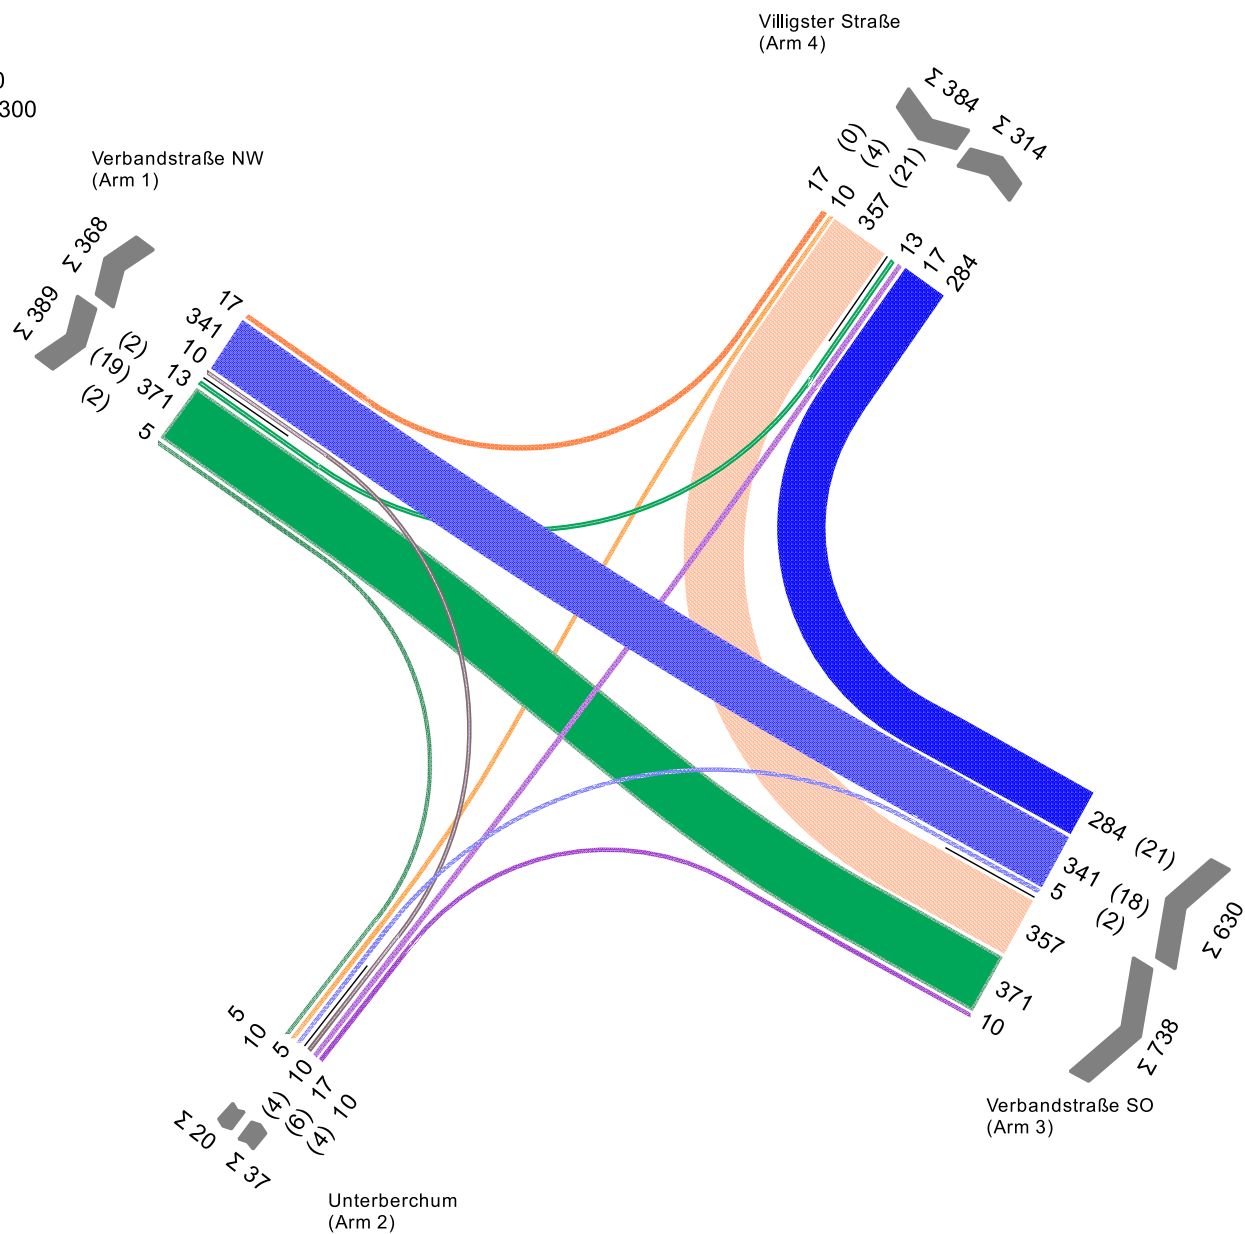 Villigster Straße
(Arm 4)
0
300
Σ 384
Σ 314
(0)
(4)
(21)
17
10
357
13
17
284
Verbandstraße NW
(Arm 1)
Σ 368
Σ 389
17
341
10
(2)
13
(19)
371
(2)
5
284 (21)
341 (18)
5 (2)
357
371
10
Σ 630
Σ 738
Verbandstraße SO
(Arm 3)
5
10
5
10
17
10
(4)
(6)
(4)
Σ 20
Σ 37
Unterberchum
(Arm 2)